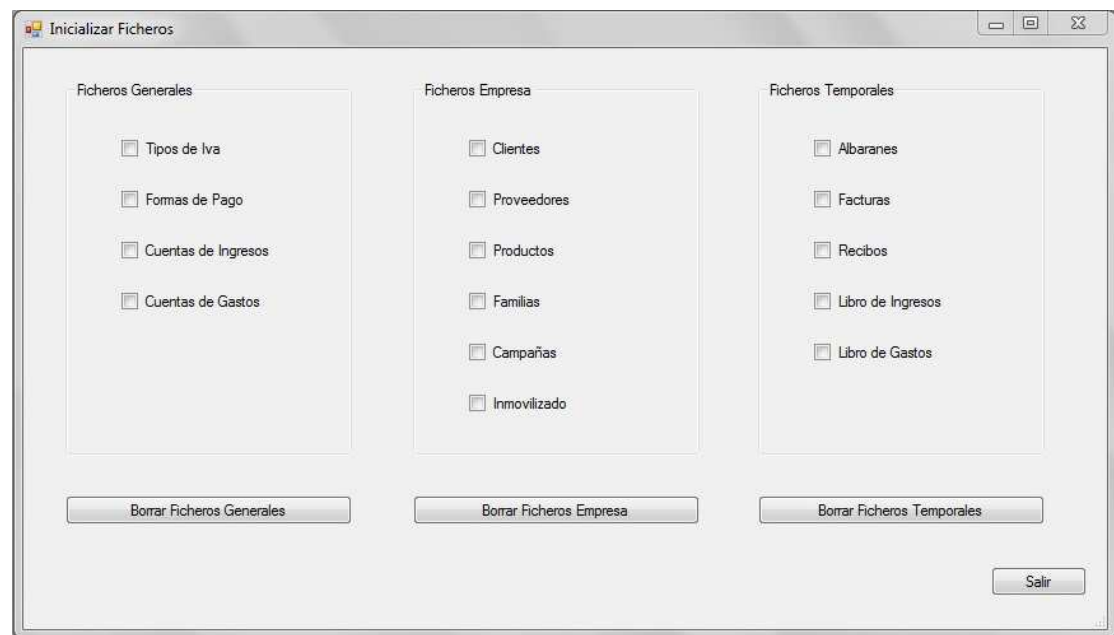 Inicializar Ficheros
Ficheros Generales
Tipos de Iva
Formas de Pago
Cuentas de Ingresos
Cuentas de Gastos
Borrar Ficheros Generales
Ficheros Empresa
Clientes
Proveedores
Productos
Familias
Campañas
Inmovilizado
Borrar Ficheros Empresa
Ficheros Temporales
Albaranes
Facturas
Recibos
Libro de Ingresos
Libro de Gastos
Borrar Ficheros Temporales
Salir